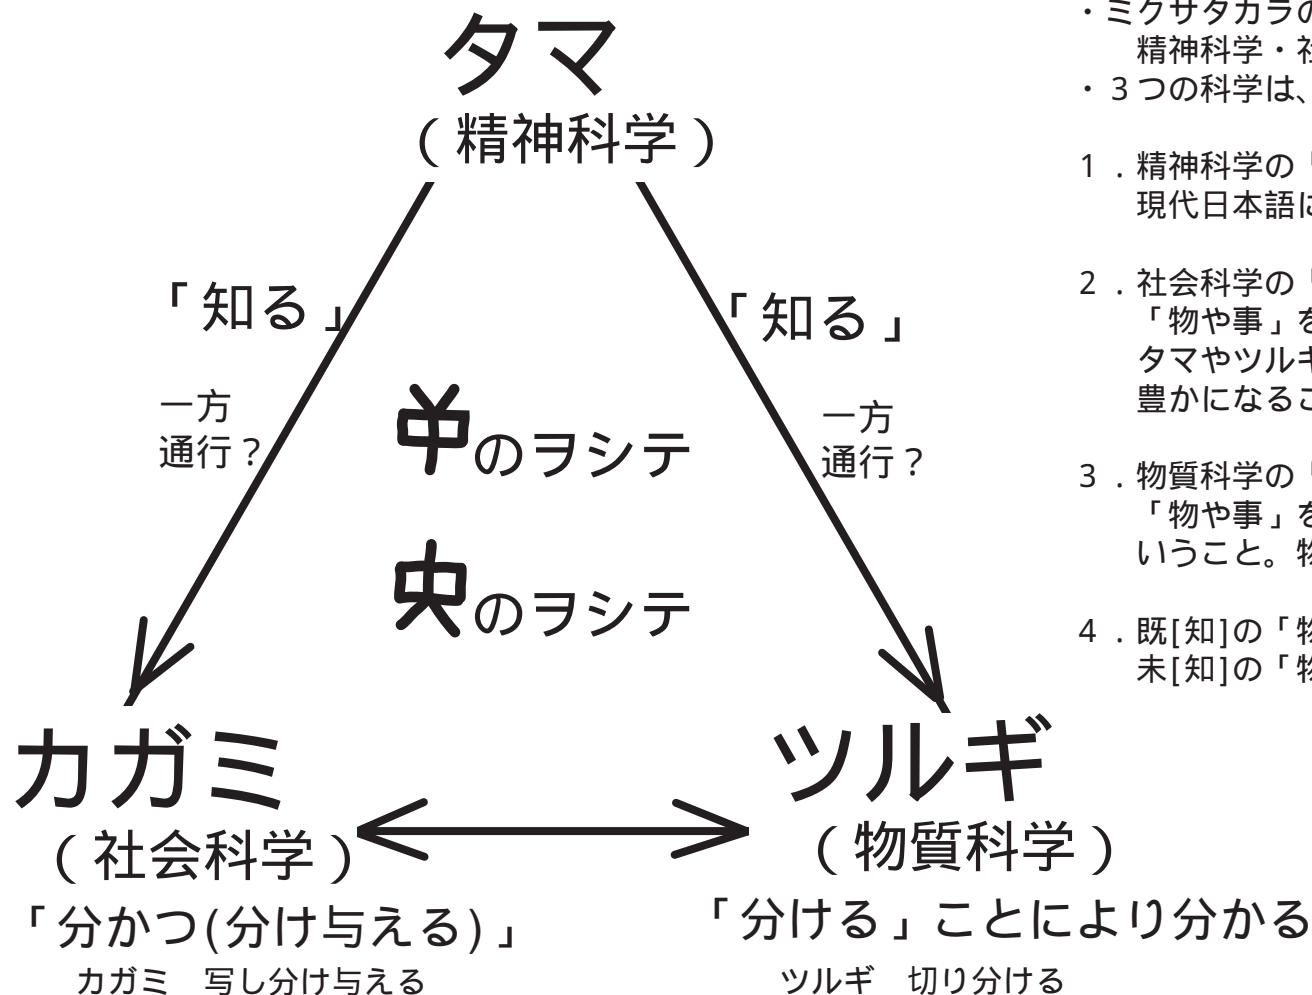 タマ
(精神科学)
「知る」
「知る」
一方
通行?
一方
通行?
のヲシテ
のヲシテ
カガミ
(社会科学)
「分かつ(分け与える)」
カガミ　写し分け与える
ツルギ
(物質科学)
「分ける」ことにより分かる
ツルギ　切り分ける
・ミクサタカラの
精神科学・社
・3つの科学は、
1.精神科学の「
現代日本語に
2.社会科学の「
「物や事」を
タマやツルギ
豊かになるこ
3.物質科学の「
「物や事」を
いうこと。物
4.既[知]の「物
未[知]の「物